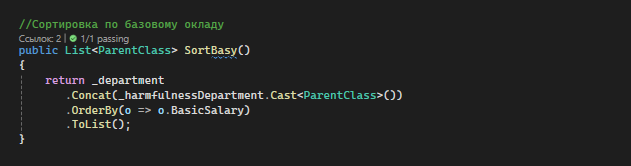 //Сортировка по базовому окладу
Ссылок: 2 | 1/1 passing
public List<ParentClass> SortBasy()
{
    return _department
        .Concat(_harmfulnessDepartment.Cast<ParentClass>())
        .OrderBy(o => o.BasicSalary)
        .ToList();
}